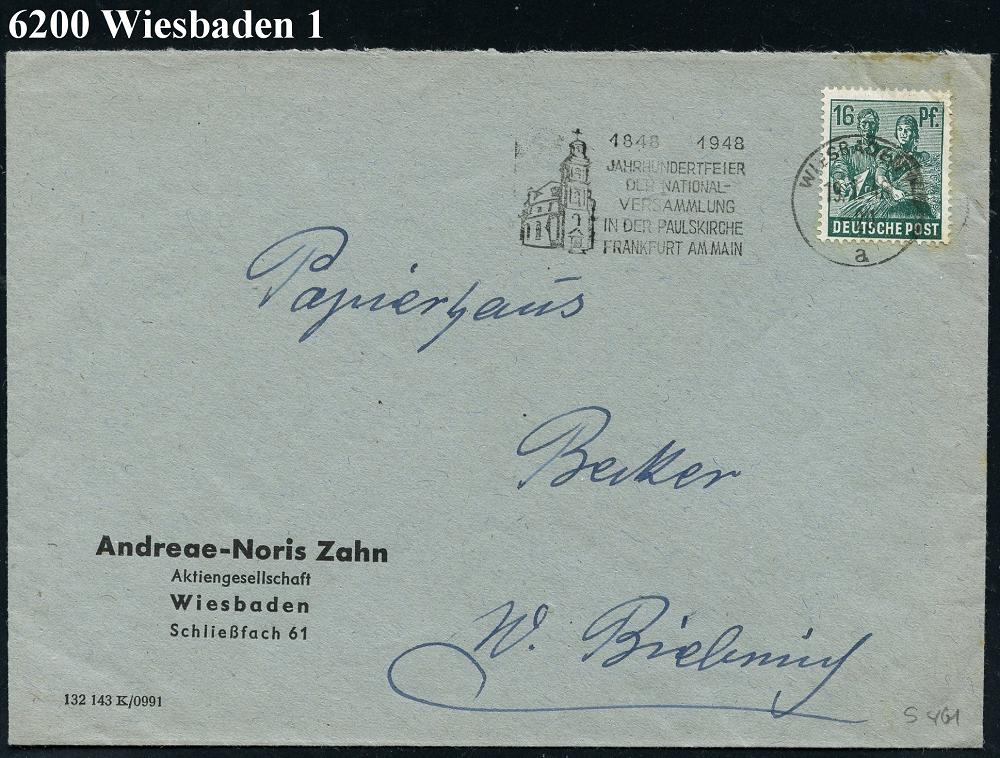 6200 Wiesbaden 1
1848 1948
JAHRHUNDERTFEIER
DER NATIONAL-
VERSAMMLUNG
IN DER PAULSKIRCHE
FRANKFURT AM MAIN
16 Pf.
DEUTSCHE POST
WIESBADEN
a
Papierhaus
Becker
W. Biebrich
Andreae-Noris Zahn
Aktiengesellschaft
Wiesbaden
Schließfach 61
132 143 K/0991